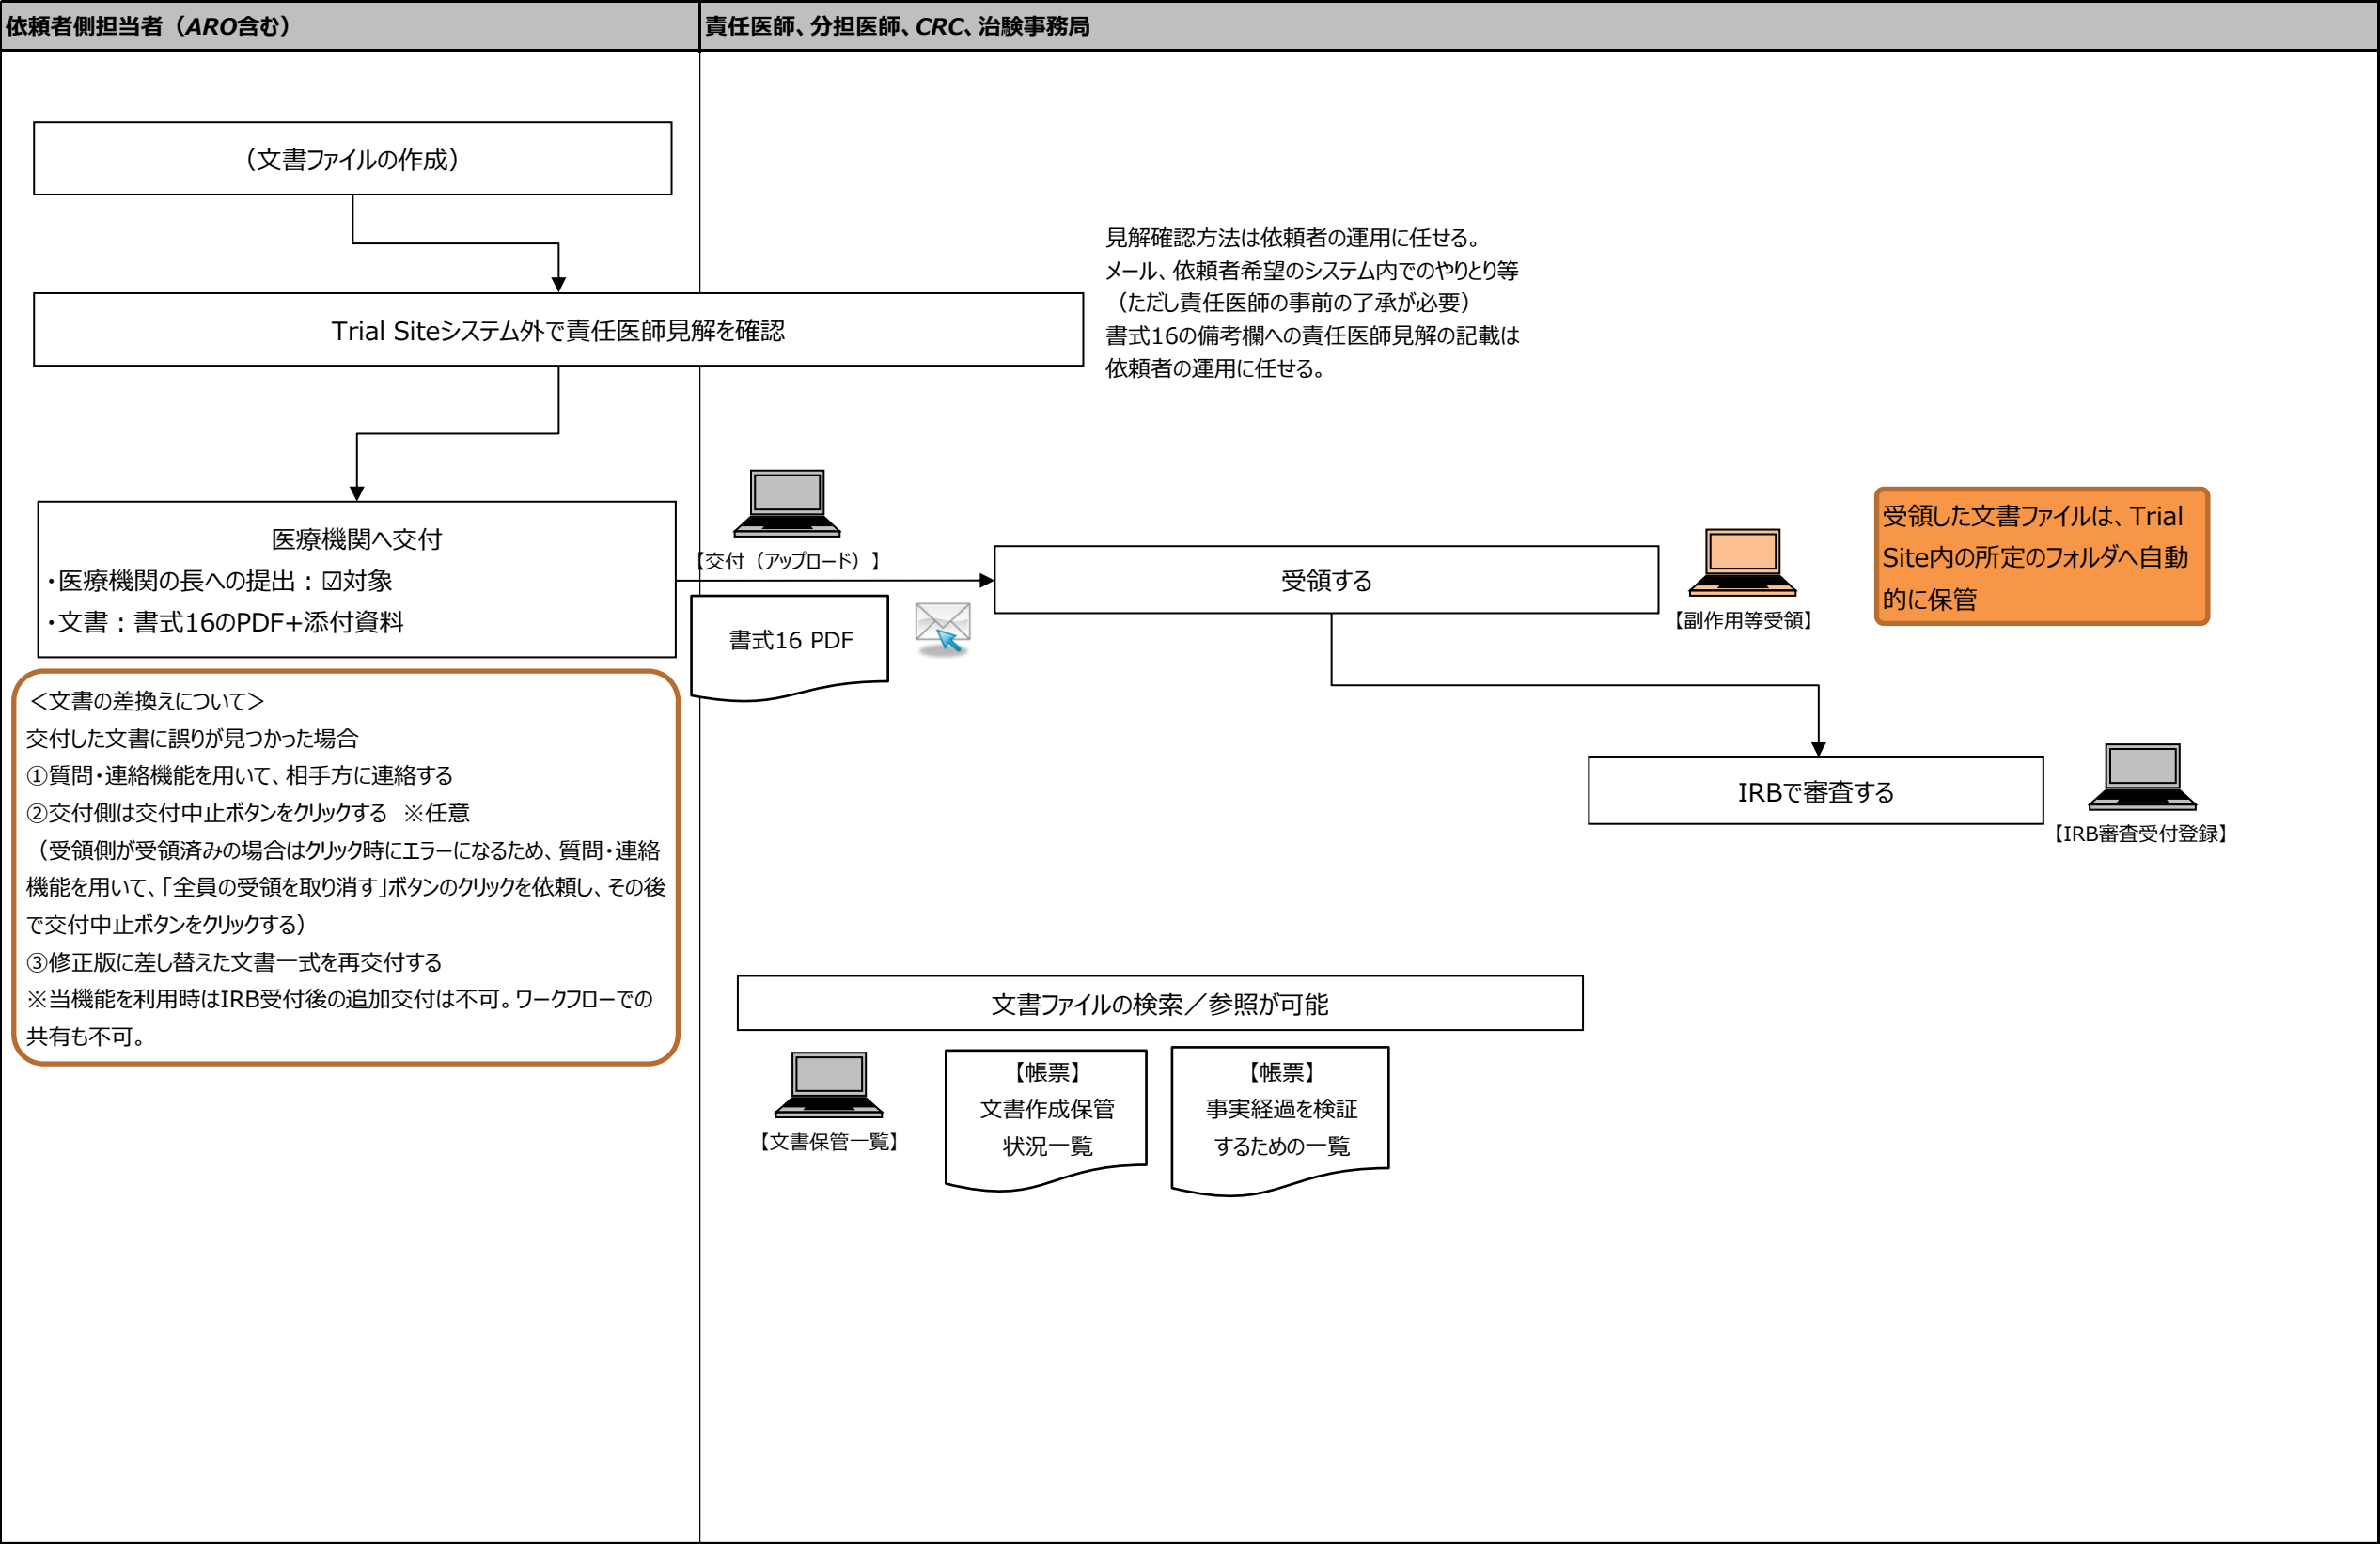 依頼者側担当者（ARO含む）
責任医師、分担医師、CRC、治験事務局
（文書ファイルの作成）
見解確認方法は依頼者の運用に任せる。
メール、依頼者希望のシステム内でのやりとり等
（ただし責任医師の事前の了承が必要）
書式16の備考欄への責任医師見解の記載は
依頼者の運用に任せる。
Trial Siteシステム外で責任医師見解を確認
医療機関へ交付
・医療機関の長への提出：☑対象
・文書：書式16のPDF+添付資料
【交付（アップロード）】
書式16 PDF
受領する
【副作用等受領】
受領した文書ファイルは、Trial
Site内の所定のフォルダへ自動
的に保管
＜文書の差換えについて＞
交付した文書に誤りが見つかった場合
①質問・連絡機能を用いて、相手方に連絡する
②交付側は交付中止ボタンをクリックする　※任意
（受領側が受領済みの場合はクリック時にエラーになるため、質問・連絡
機能を用いて、「全員の受領を取り消す」ボタンのクリックを依頼し、その後
で交付中止ボタンをクリックする）
③修正版に差し替えた文書一式を再交付する
※当機能を利用時はIRB受付後の追加交付は不可。ワークフローでの
共有も不可。
IRBで審査する
【IRB審査受付登録】
文書ファイルの検索／参照が可能
【文書保管一覧】
【帳票】
文書作成保管
状況一覧
【帳票】
事実経過を検証
するための一覧